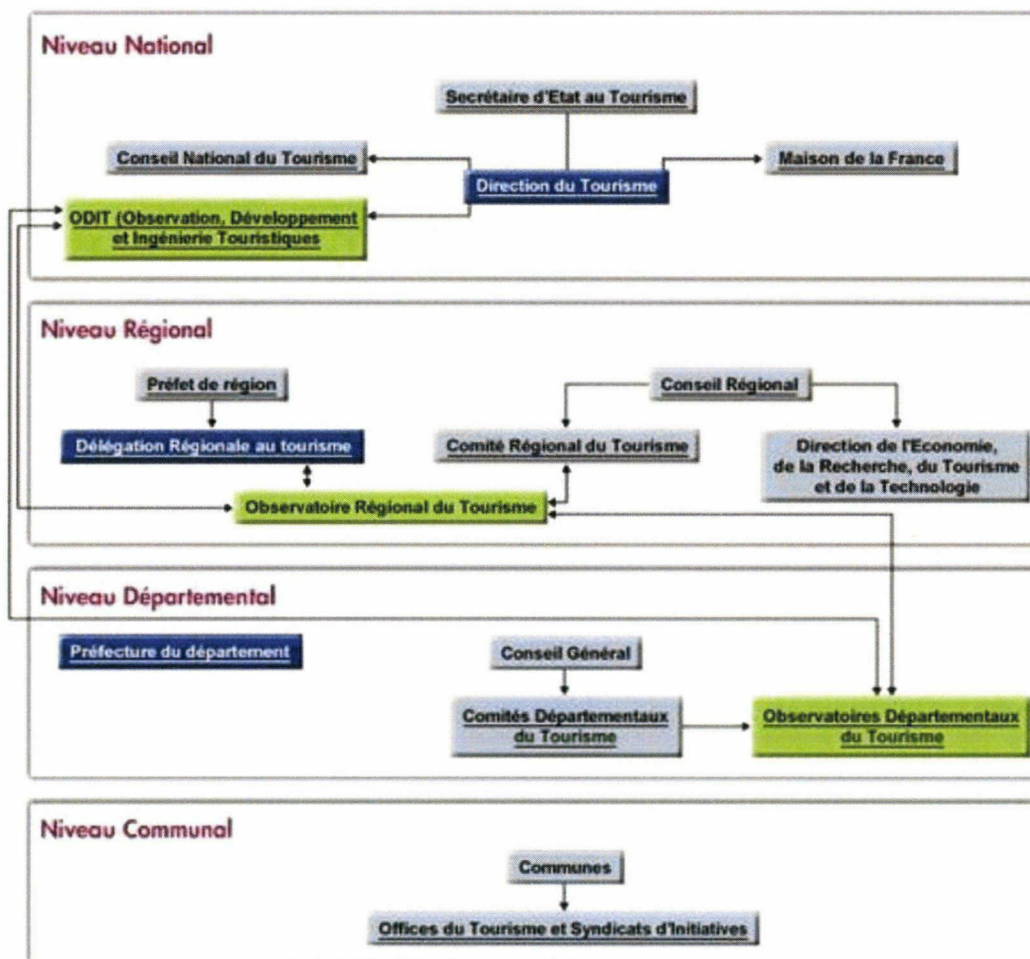 Niveau National
Secrétaire d'Etat au Tourisme
Conseil National du Tourisme
Maison de la France
Direction du Tourisme
ODIT (Observation, Développement
et Ingénierie Touristiques
Niveau Régional
Préfet de région
Conseil Régional
Délégation Régionale au tourisme
Comité Régional du Tourisme
Direction de l'Economie,
de la Recherche, du Tourisme
et de la Technologie
Observatoire Régional du Tourisme
Niveau Départemental
Préfecture du département
Conseil Général
Comités Départementaux
du Tourisme
Observatoires Départementaux
du Tourisme
Niveau Communal
Communes
Offices du Tourisme et Syndicats d'Initiatives